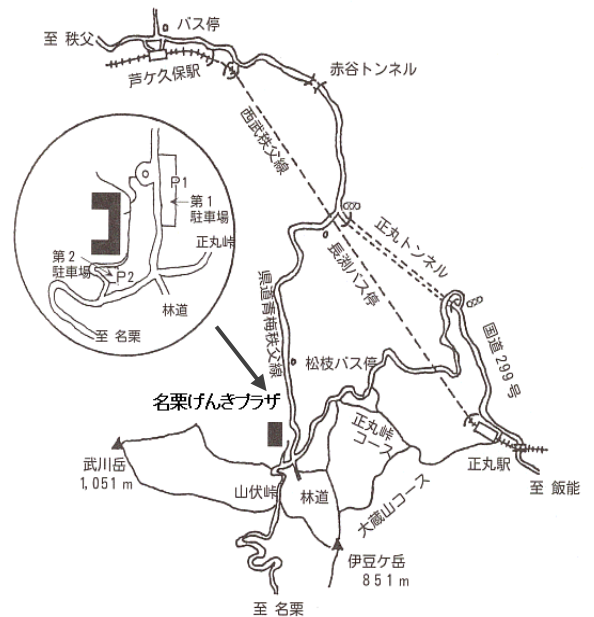 バス停
至 秩父
芦ケ久保駅
赤谷トンネル
西武秩父線
P1
第1
駐車場
正丸峠
第2
駐車場
P2
林道
至 名栗
正丸トンネル
長渕バス停
県道青梅秩父線
国道299号
松枝バス停
名栗げんきプラザ
正丸峠
コース
武川岳
1,051m
山伏峠
林道
大蔵山コース
正丸駅
至 飯能
伊豆ケ岳
851m
至 名栗